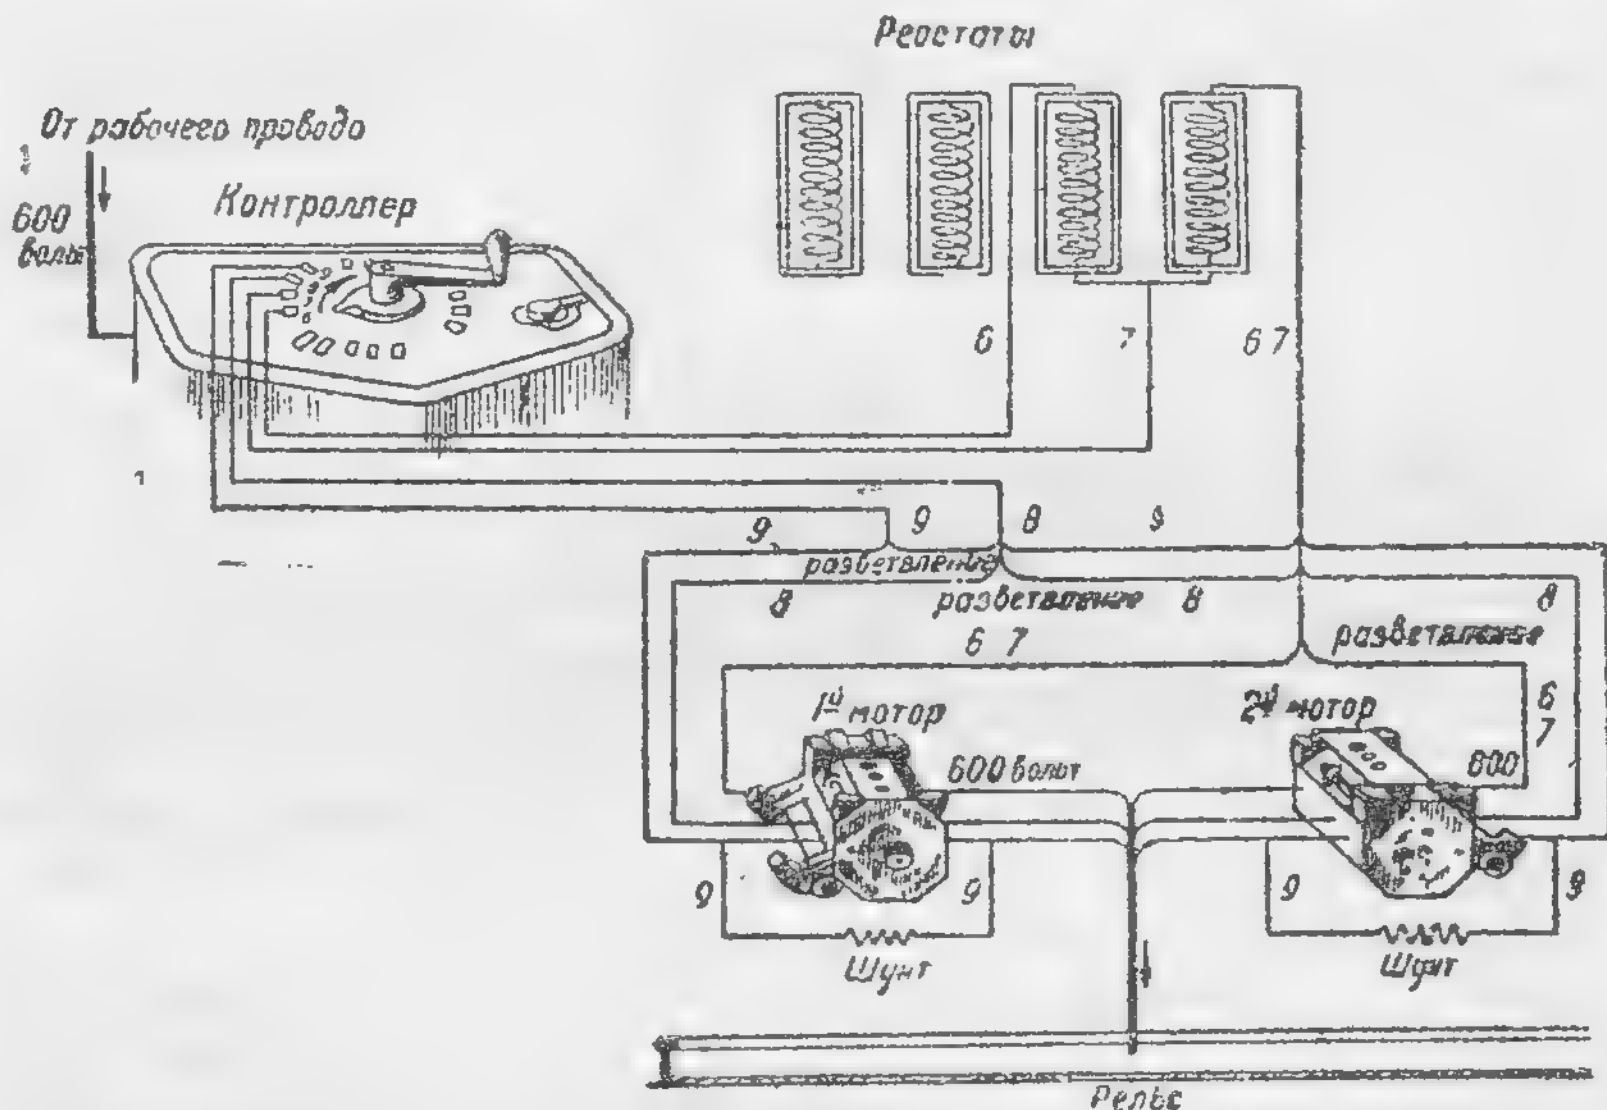 Реостаты
От рабочего провода
600
вольт
Контроллер
6
7
6 7
9
9
8
9
разветвление
8
разветвление
8
8
6 7
разветвление
1й мотор
2й мотор
6
7
600 вольт
600
9
9
9
9
Шунт
Шунт
Рельс